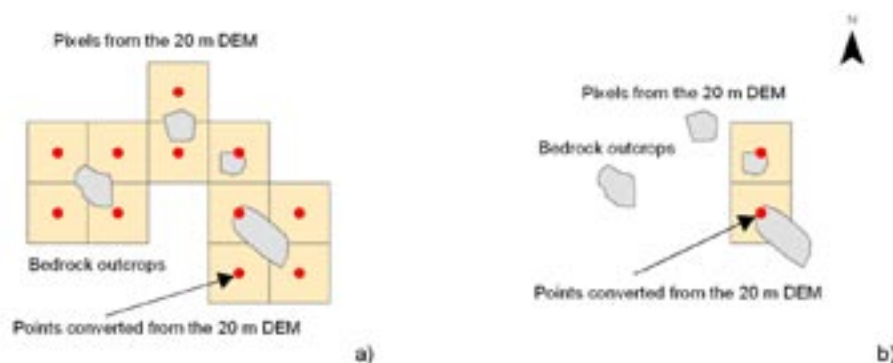 Pixels from the 20 m DEM
Bedrock outcrops
Points converted from the 20 m DEM
a)
N
Pixels from the 20 m DEM
Bedrock outcrops
Points converted from the 20 m DEM
b)